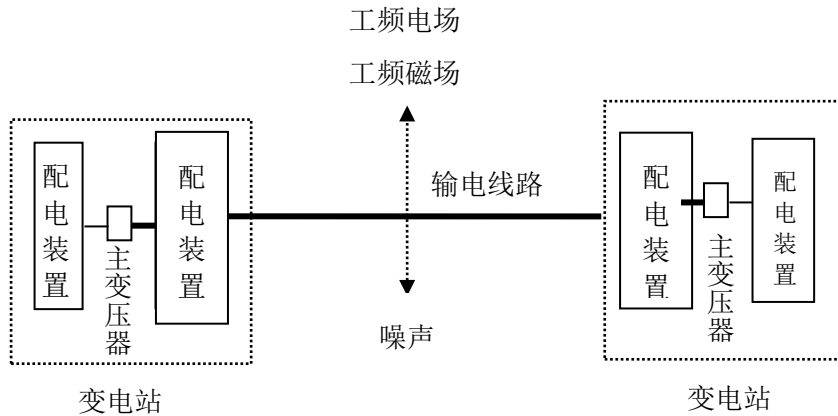 工频电场
工频磁场
配电装置
主变压器
配电装置
输电线路
配电装置
主变压器
配电装置
噪声
变电站
变电站